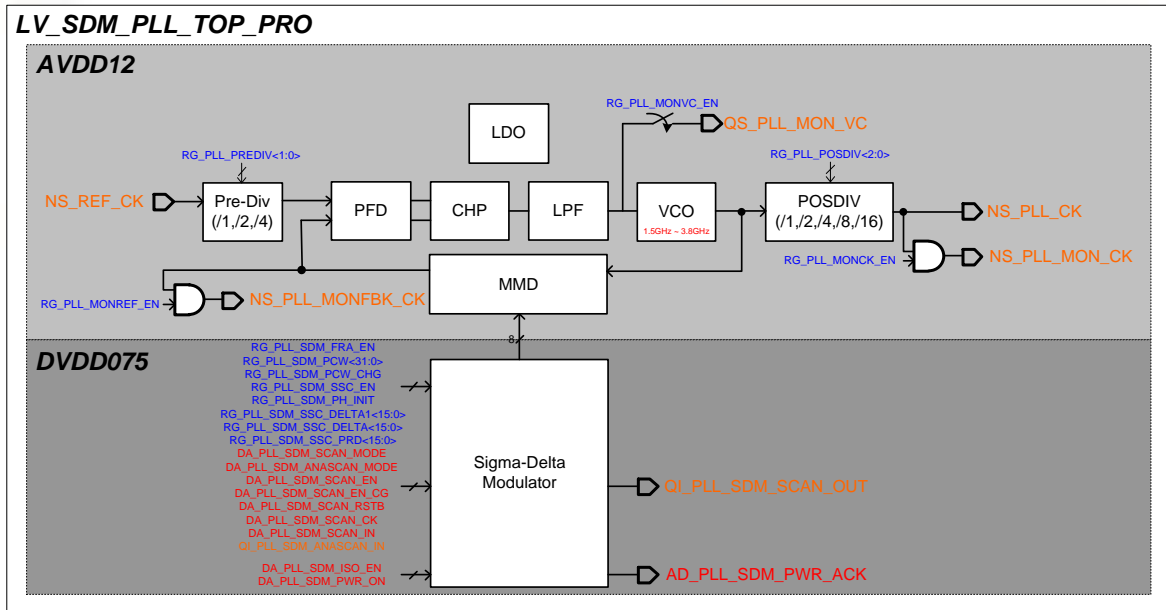 LV_SDM_PLL_TOP_PRO
AVDD12
RG_PLL_MONVC_EN
QS_PLL_MON_VC
LDO
RG_PLL_PREDIV<1:0>
RG_PLL_POSDIV<2:0>
NS_REF_CK
Pre-Div
(/1,/2,/4)
PFD
CHP
LPF
VCO
1.5GHz ~ 3.8GHz
POSDIV
(/1,/2,/4,/8,/16)
NS_PLL_CK
RG_PLL_MONCK_EN
NS_PLL_MON_CK
MMD
RG_PLL_MONREF_EN
NS_PLL_MONFBK_CK
8
DVDD075
RG_PLL_SDM_FRA_EN
RG_PLL_SDM_PCW<31:0>
RG_PLL_SDM_PCW_CHG
RG_PLL_SDM_SSC_EN
RG_PLL_SDM_PH_INIT
RG_PLL_SDM_SSC_DELTA1<15:0>
RG_PLL_SDM_SSC_DELTA<15:0>
RG_PLL_SDM_SSC_PRD<15:0>
DA_PLL_SDM_SCAN_MODE
DA_PLL_SDM_ANASCAN_MODE
DA_PLL_SDM_SCAN_EN
DA_PLL_SDM_SCAN_EN_CG
DA_PLL_SDM_SCAN_RSTB
DA_PLL_SDM_SCAN_CK
DA_PLL_SDM_SCAN_IN
QI_PLL_SDM_ANASCAN_IN
DA_PLL_SDM_ISO_EN
DA_PLL_SDM_PWR_ON
Sigma-Delta
Modulator
QI_PLL_SDM_SCAN_OUT
AD_PLL_SDM_PWR_ACK